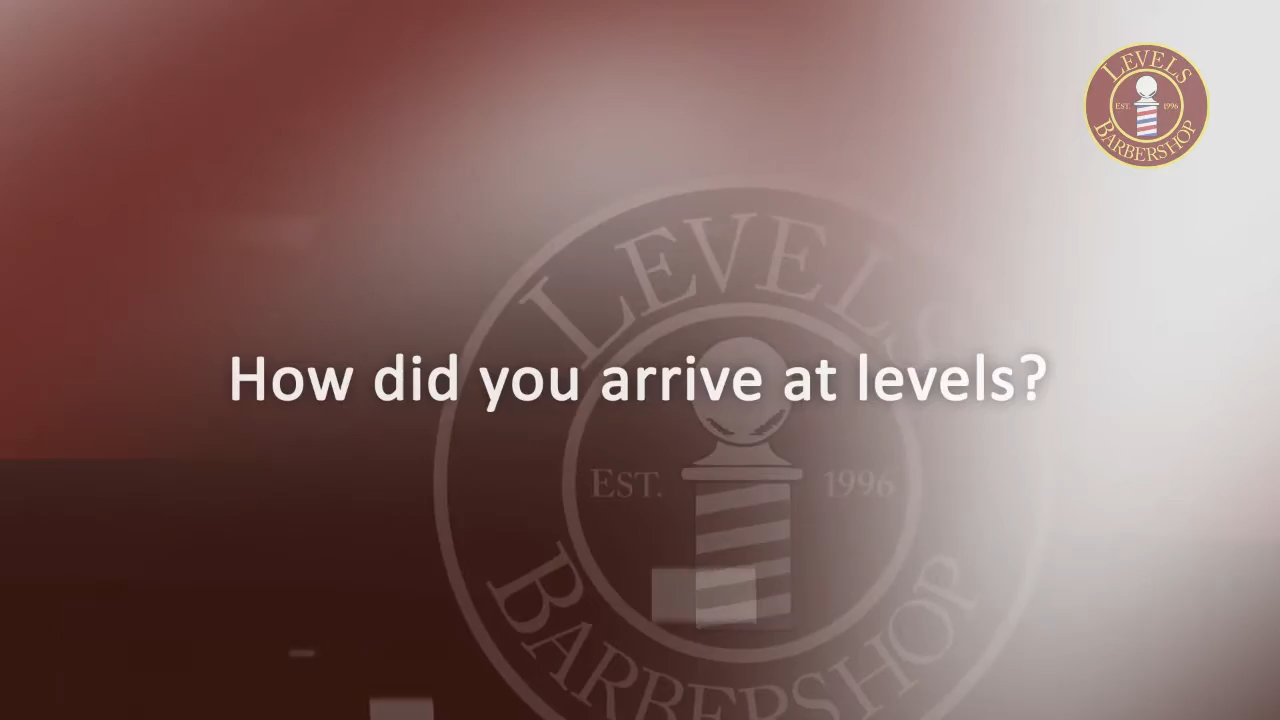 LEVELS
EST. 1996
BARBERSHOP
LEVELS
How did you arrive at levels?
EST. 1996
BARBERSHOP